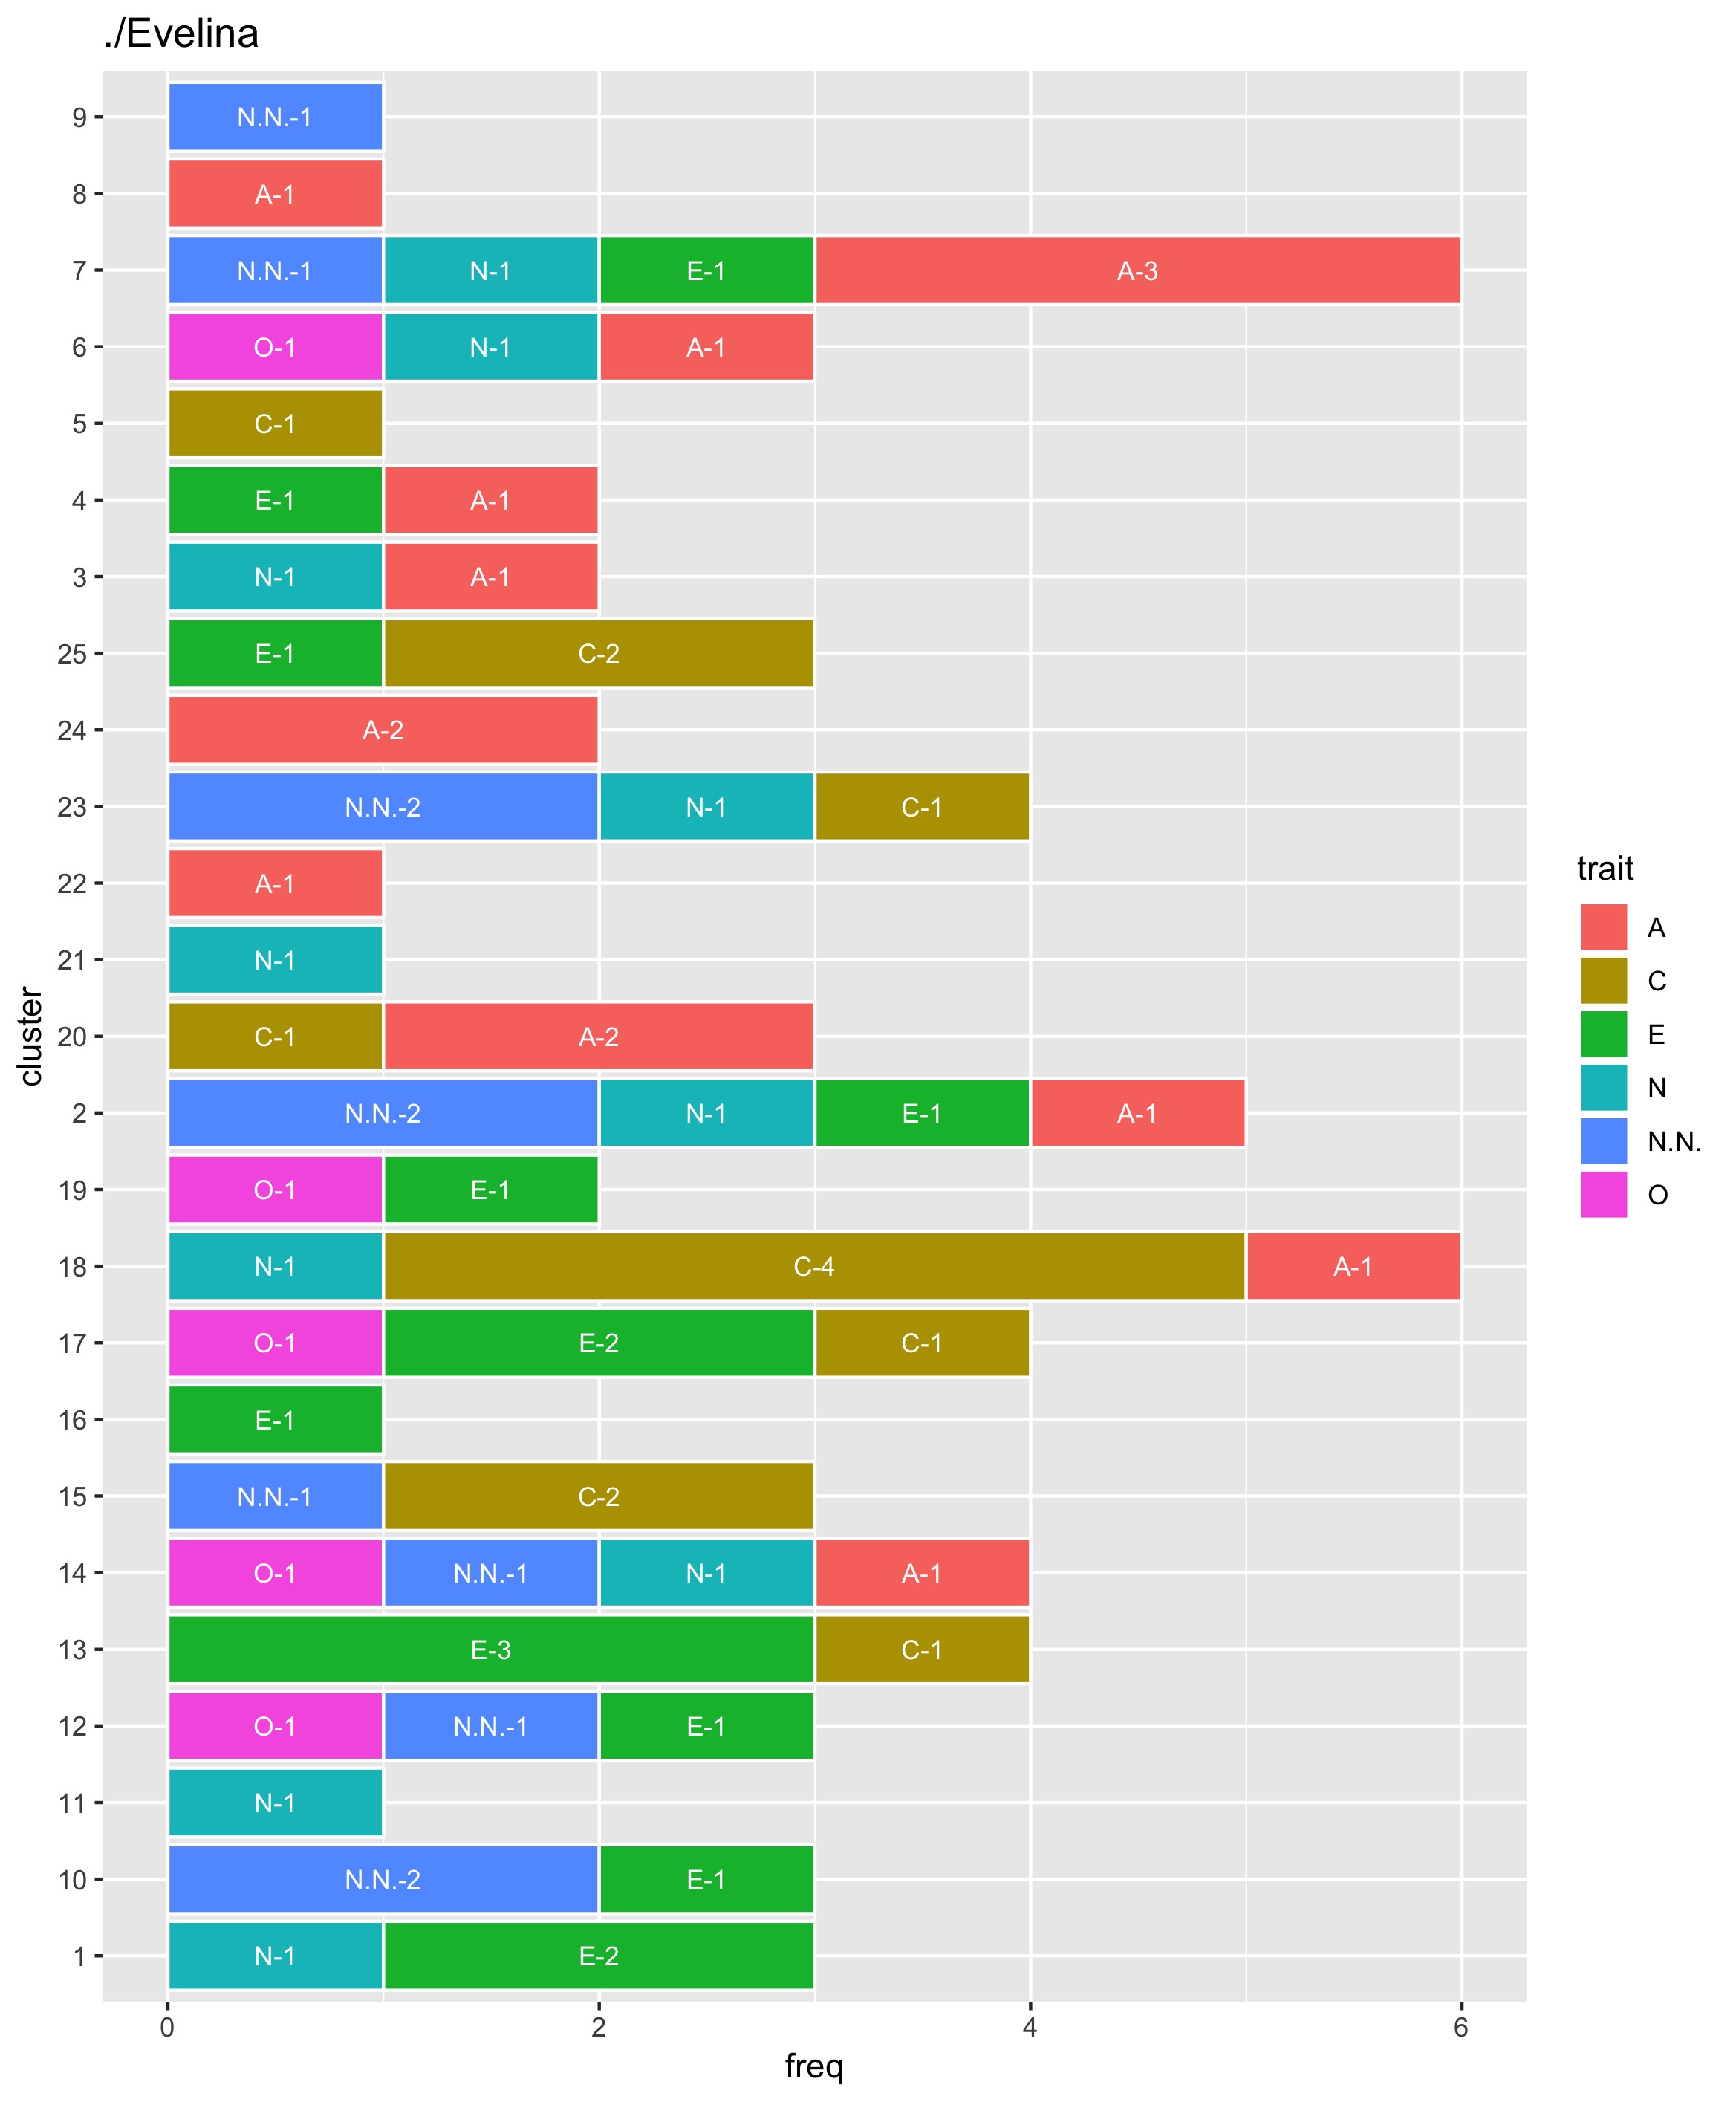 ./Evelina
9 N.N.-1
8 A-1
7 N.N.-1 N-1 E-1 A-3
6 O-1 N-1 A-1
5 C-1
4 E-1 A-1
3 N-1 A-1
25 E-1 C-2
24 A-2
23 N.N.-2 N-1 C-1
22 A-1
21 N-1
20 C-1 A-2
2 N.N.-2 N-1 E-1 A-1
19 O-1 E-1
18 N-1 C-4 A-1
17 O-1 E-2 C-1
16 E-1
15 N.N.-1 C-2
14 O-1 N.N.-1 N-1 A-1
13 E-3 C-1
12 O-1 N.N.-1 E-1
11 N-1
10 N.N.-2 E-1
1 N-1 E-2
0 2 4 6
freq
cluster
trait
A
C
E
N
N.N.
O